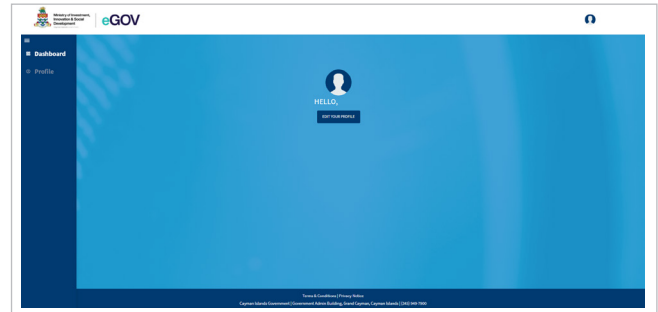 Ministry of Investment,
Innovation & Social
Development
eGOV
Dashboard
Profile
HELLO,
EDIT YOUR PROFILE
Terms & Conditions | Privacy Notice
Cayman Islands Government | Government Admin Building, Grand Cayman, Cayman Islands | (345) 949-7900